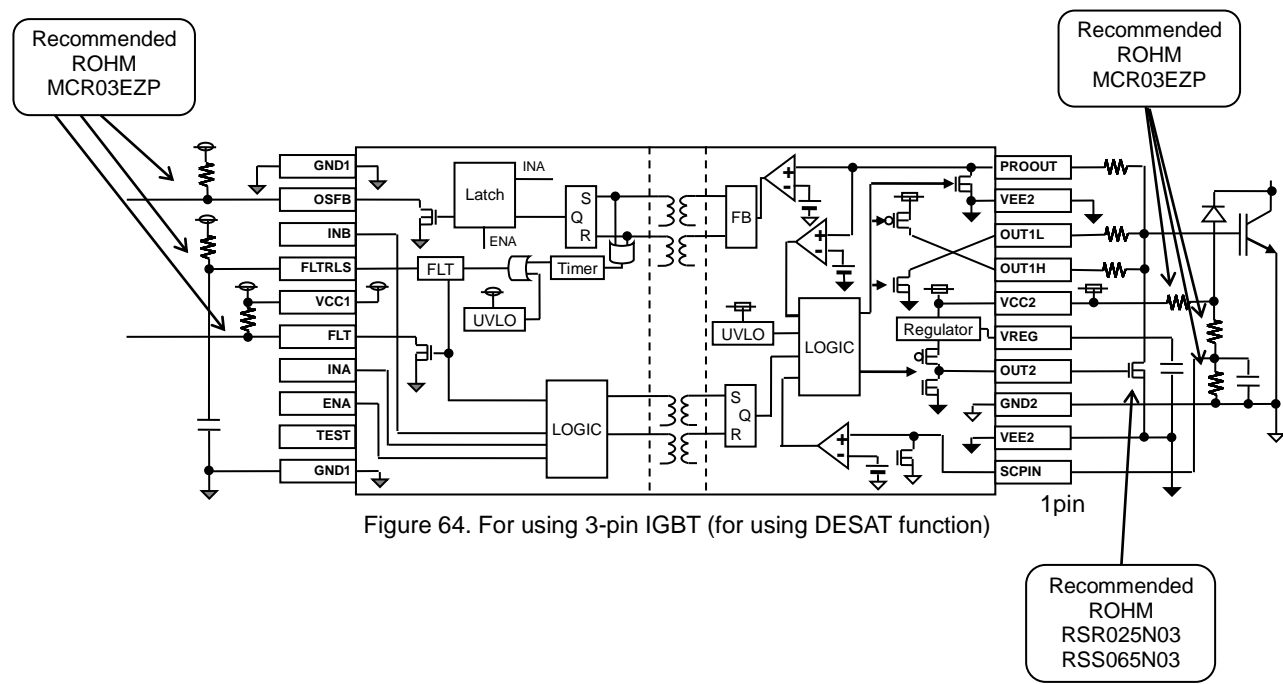 Recommended
ROHM
MCR03EZP
Recommended
ROHM
MCR03EZP
GND1
OSFB
INB
FLTRLS
VCC1
FLT
INA
ENA
TEST
GND1
INA
Latch
ENA
S
Q
R
FLT
Timer
UVLO
LOGIC
FB
+
-
+
-
UVLO
LOGIC
Regulator
S
Q
R
+
-
PROOUT
VEE2
OUT1L
OUT1H
VCC2
VREG
OUT2
GND2
VEE2
SCPIN
1pin
Figure 64. For using 3-pin IGBT (for using DESAT function)
Recommended
ROHM
RSR025N03
RSS065N03